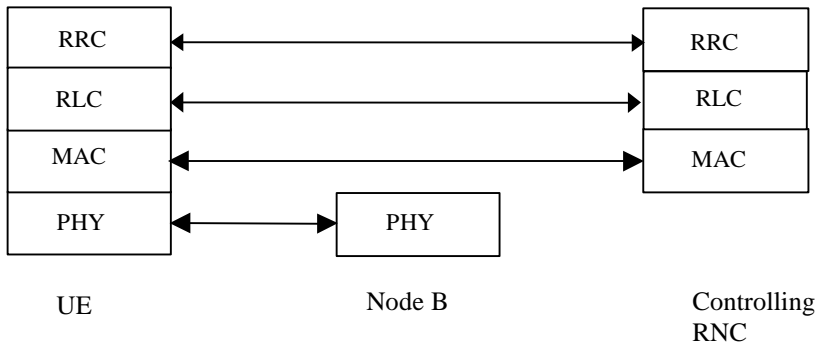 RRC RRC
RLC RLC
MAC MAC
PHY PHY
UE Node B Controlling
RNC